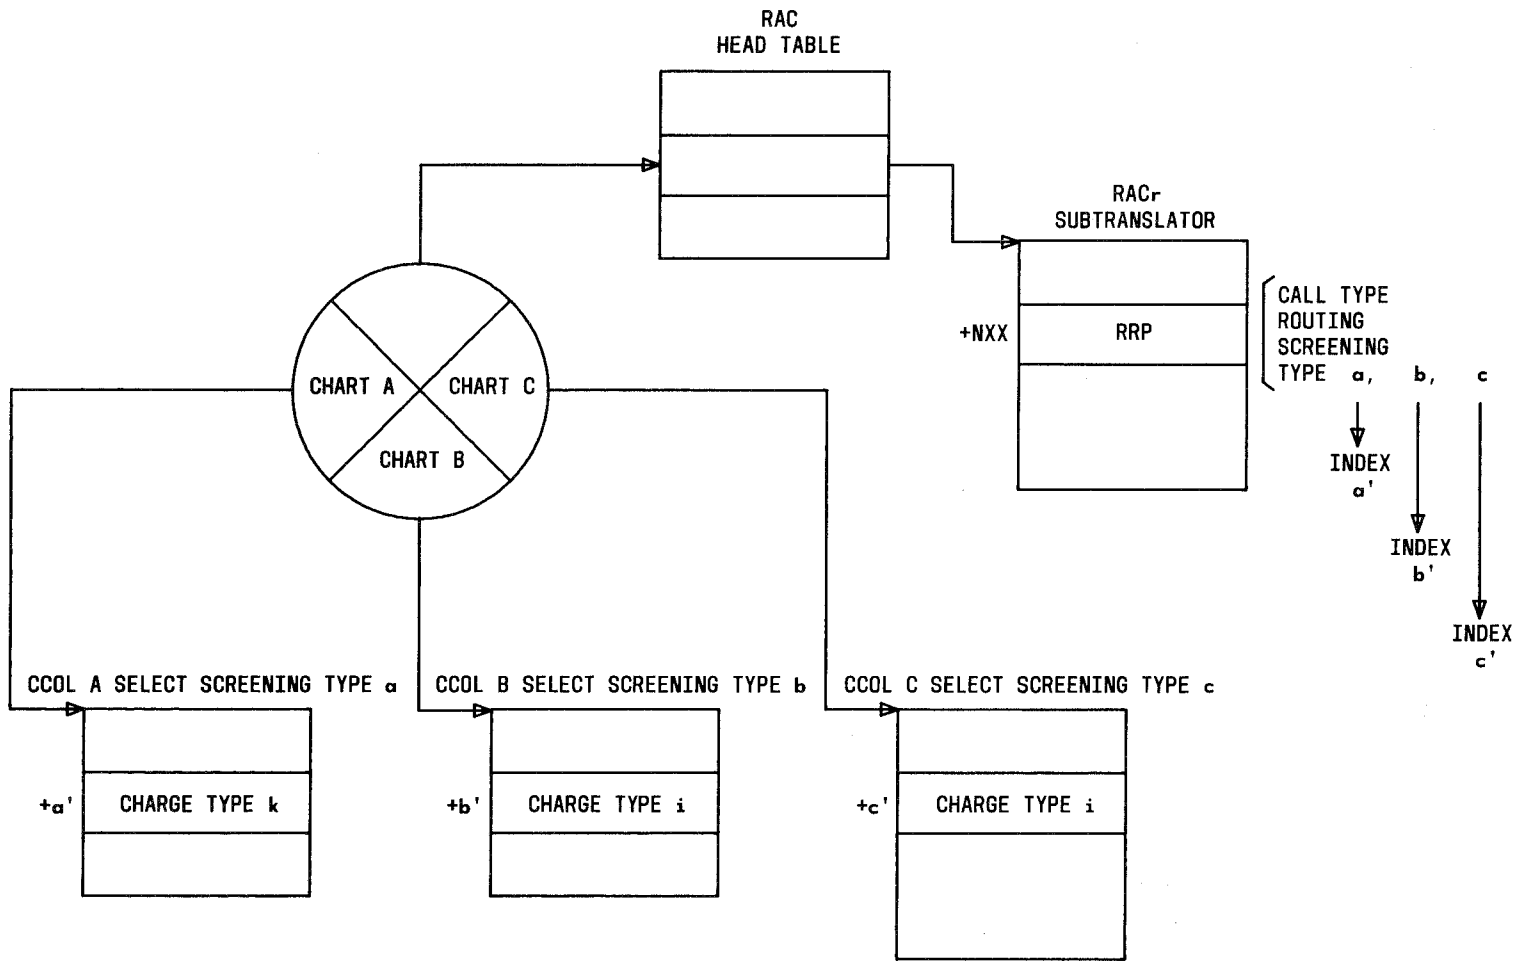 RAC
HEAD TABLE
RACr
SUBTRANSLATOR
+NXX
RRP
CALL TYPE
ROUTING
SCREENING
TYPE a, b, c
INDEX
a'
INDEX
b'
INDEX
c'
CHART A
CHART C
CHART B
CCOL A SELECT SCREENING TYPE a
CCOL B SELECT SCREENING TYPE b
CCOL C SELECT SCREENING TYPE c
+a'
CHARGE TYPE k
+b'
CHARGE TYPE i
+c'
CHARGE TYPE i